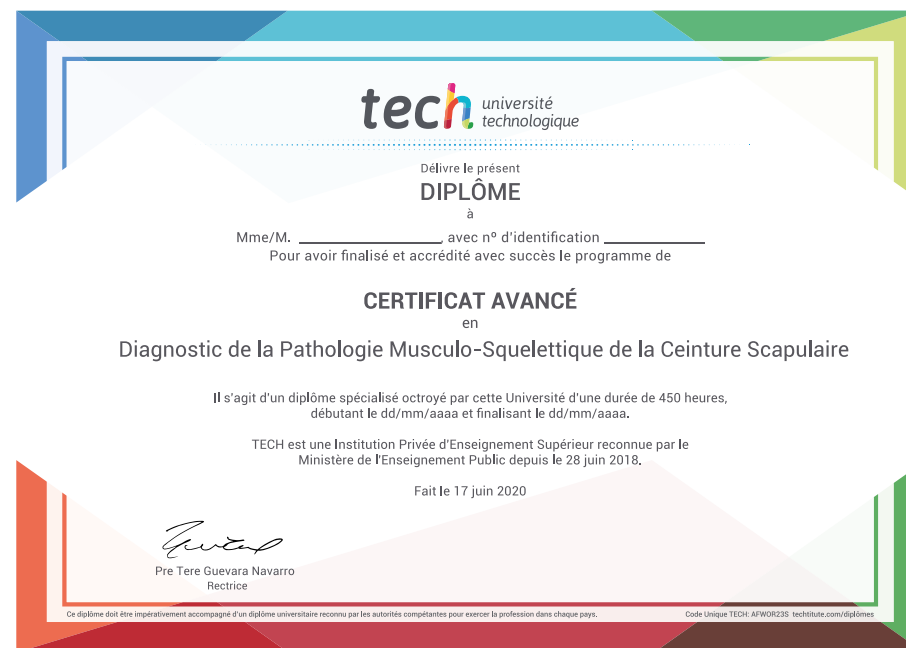 tech université
technologique
Délivre le présent
DIPLÔME
à
Mme/M. ____________, avec nº d'identification ____________
Pour avoir finalisé et accrédité avec succès le programme de
CERTIFICAT AVANCÉ
en
Diagnostic de la Pathologie Musculo-Squelettique de la Ceinture Scapulaire
Il s'agit d'un diplôme spécialisé octroyé par cette Université d'une durée de 450 heures,
débutant le dd/mm/aaaa et finalisant le dd/mm/aaaa.
TECH est une Institution Privée d'Enseignement Supérieur reconnue par le
Ministère de l'Enseignement Public depuis le 28 juin 2018.
Fait le 17 juin 2020
Pre Tere Guevara Navarro
Rectrice
Ce diplôme doit être impérativement accompagné d'un diplôme universitaire reconnu par les autorités compétentes pour exercer la profession dans chaque pays.
Code Unique TECH: AFWOR23S techtitute.com/diplômes